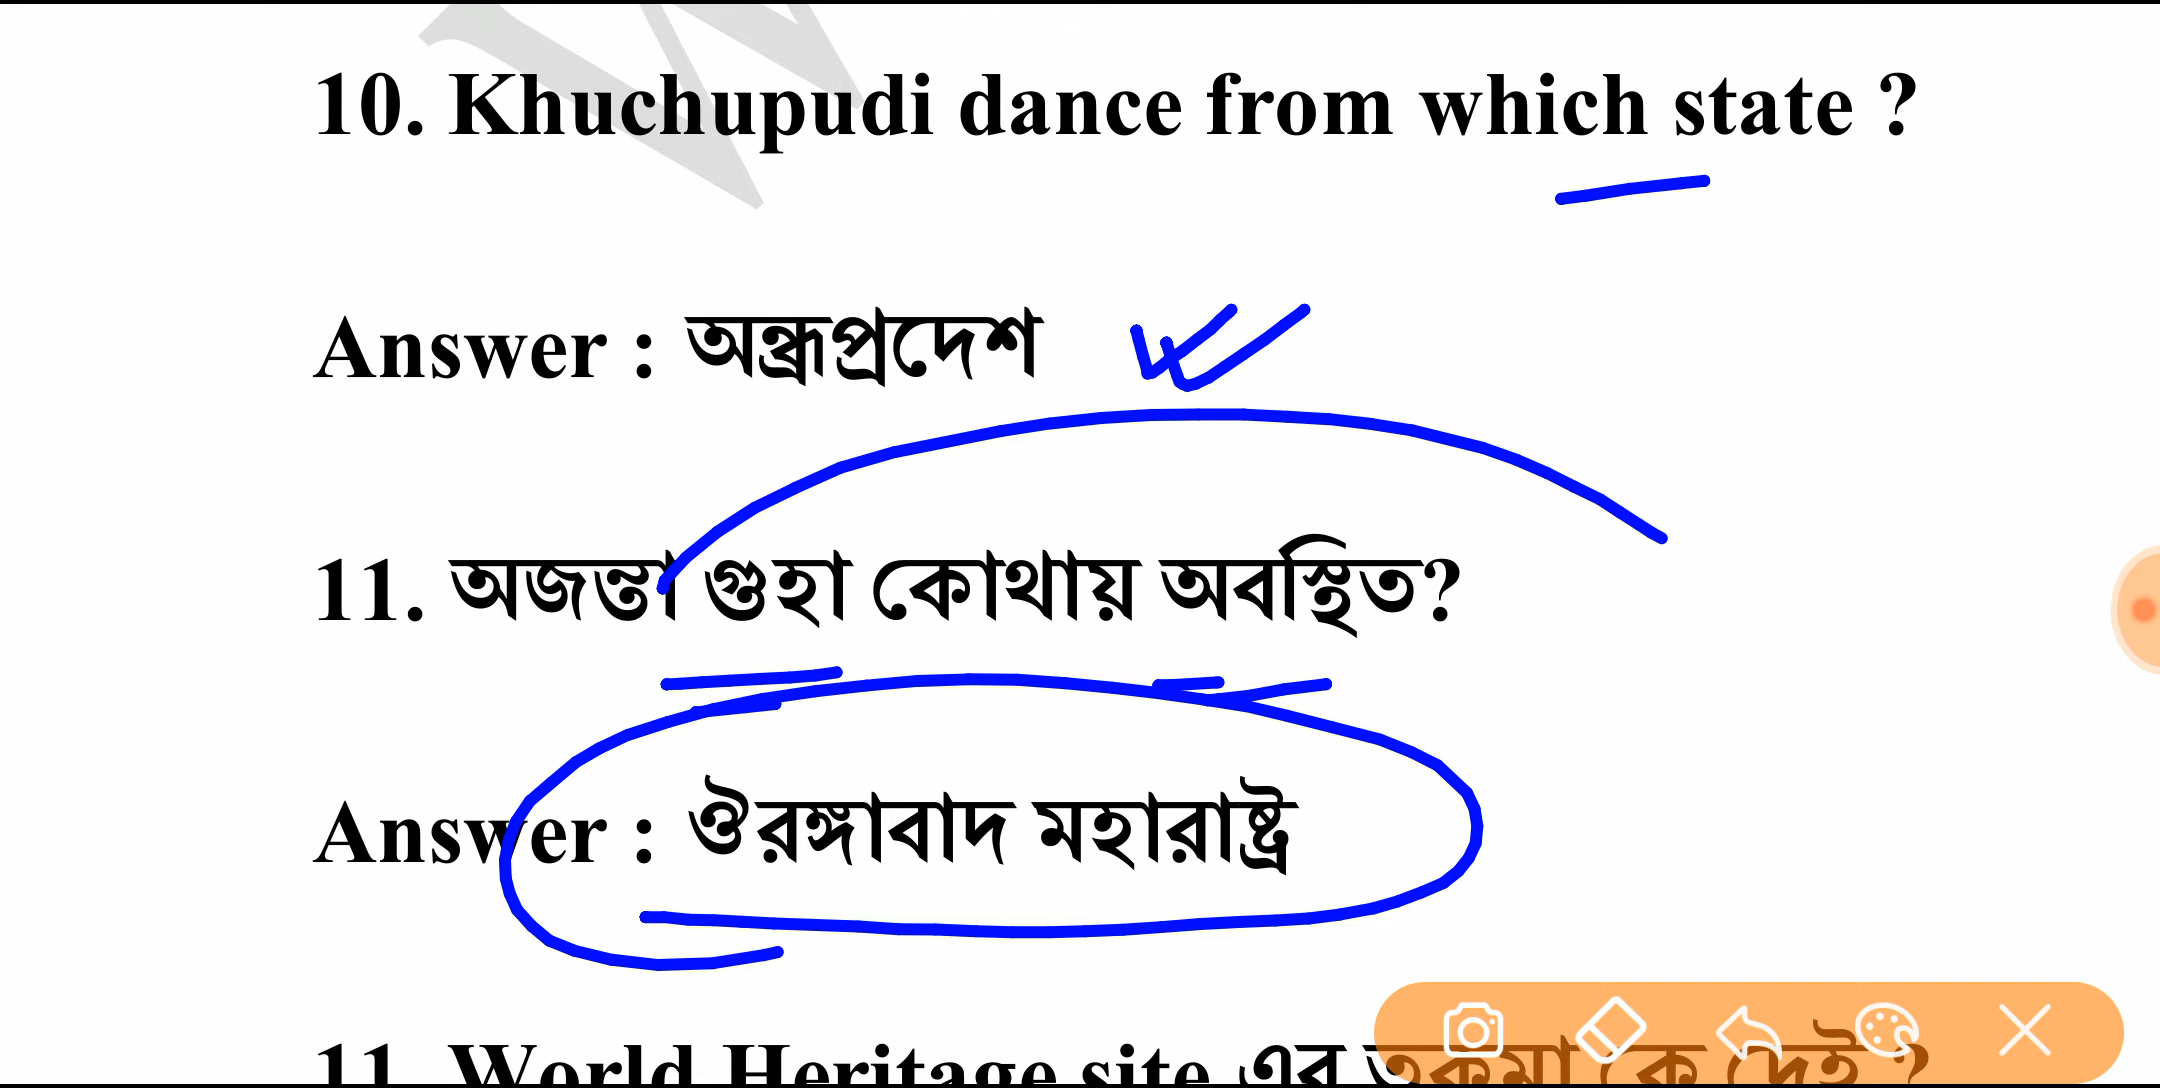 10. Khuchupudi dance from which state ?
Answer : অন্ধ্রপ্রদেশ
11. অজন্তা গুহা কোথায় অবস্থিত?
Answer : ঔরঙ্গাবাদ মহারাষ্ট্র
11. World Heritage site এর তকমা কে দেই ?